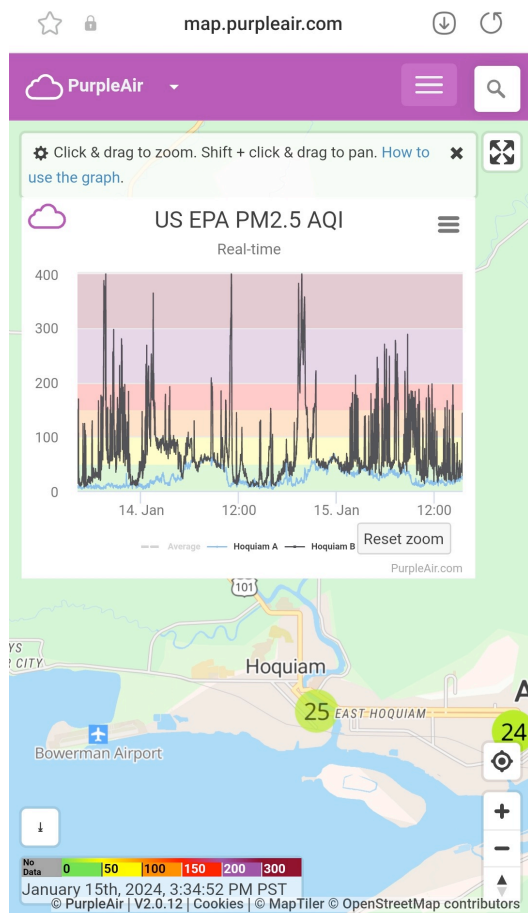 map.purpleair.com
PurpleAir
Click & drag to zoom. Shift + click & drag to pan. How to
use the graph.
US EPA PM2.5 AQI
Real-time
400
300
200
100
0
14. Jan
12:00
15. Jan
12:00
Average
Hoquiam A
Hoquiam B
Reset zoom
PurpleAir.com
101
YS
CITY
Hoquiam
25
EAST HOQUIAM
A
24
Bowerman Airport
+
−
No
Data
0
50
100
150
200
300
January 15th, 2024, 3:34:52 PM PST
© PurpleAir | V2.0.12 | Cookies | © MapTiler © OpenStreetMap contributors